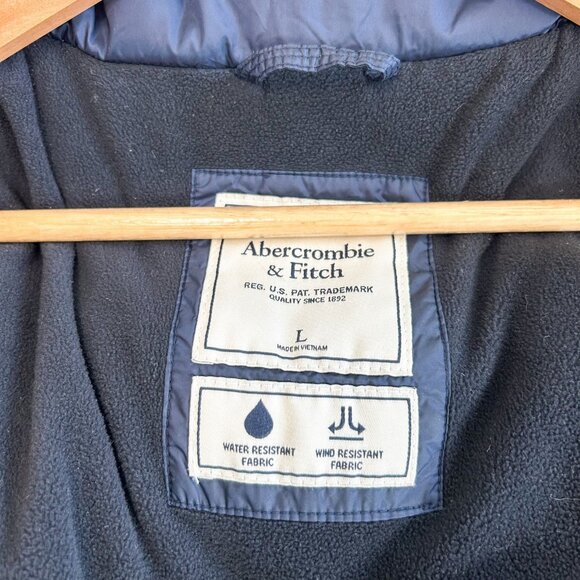 Abercrombie
& Fitch
REG. U.S. PAT. TRADEMARK
QUALITY SINCE 1892
L
MADE IN VIETNAM
WATER RESISTANT
FABRIC
WIND RESISTANT
FABRIC